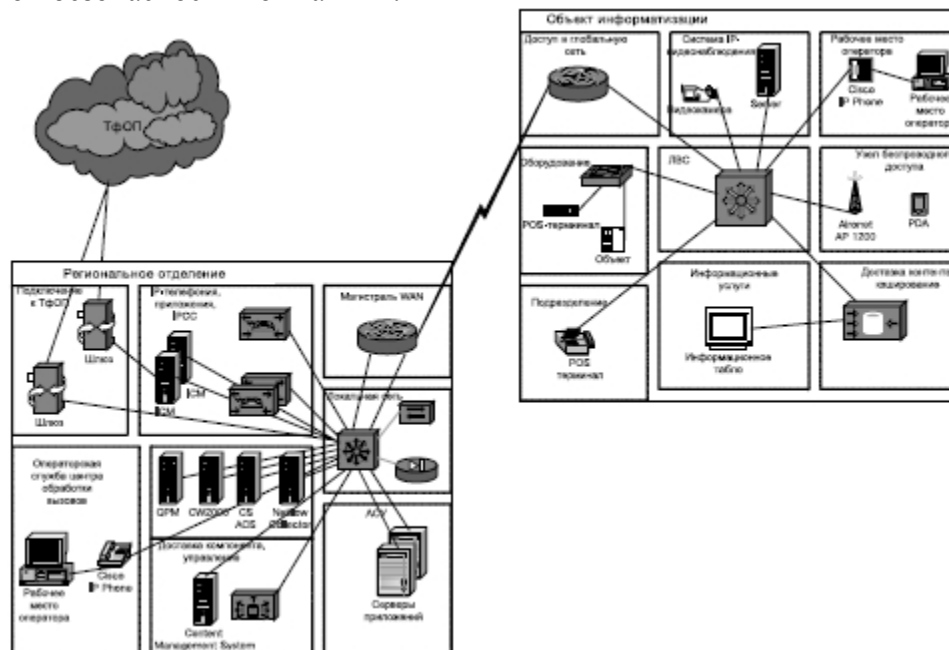 Объект информатизации
Доступ к глобальную
сеть
Система IP-
видеонаблюдения
Видеокамера
Server
Рабочее место
оператора
Cisco
IP Phone
Рабочее
место
оператора
ТфОП
Оборудование
POS-терминал
Объект
ЛВС
Узел беспроводного
доступа
Aironet
AP 1200
PDA
Подразделение
POS
терминал
Информационные
услуги
Информационное
табло
Доставка контента
кэширование
Региональное отделение
Подключение
к ТфОП
Шлюз
Шлюз
IP-телефония,
приложения,
IPCC
ICM
ICM
Магистраль WAN
Локальная сеть
Операторская
служба центра
обработки
вызовов
Рабочее
место
оператора
Cisco
IP Phone
QPM
CW2000
CS
ACS
Доставка компонента,
управление
Content
Management System
АСУ
Серверы
приложений